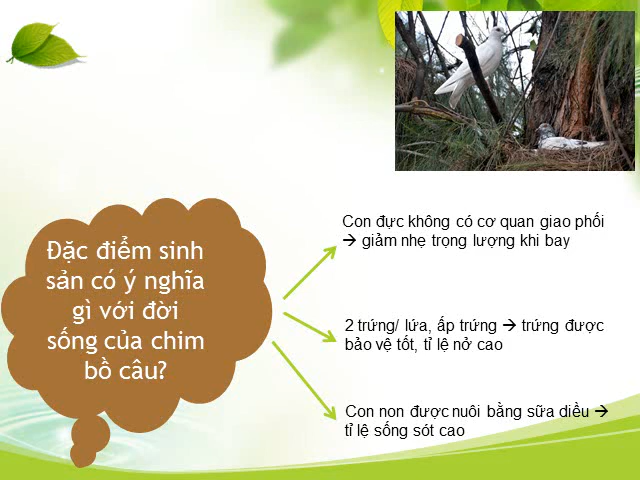 Đặc điểm sinh
sản có ý nghĩa
gì với đời
sống của chim
bồ câu?
Con đực không có cơ quan giao phối
→ giảm nhẹ trọng lượng khi bay
2 trứng/ lứa, ấp trứng → trứng được
bảo vệ tốt, tỉ lệ nở cao
Con non được nuôi bằng sữa diều →
tỉ lệ sống sót cao